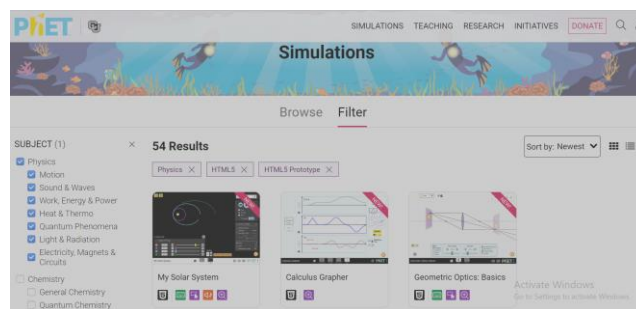 PhET
SIMULATIONS TEACHING RESEARCH INITIATIVES DONATE
Simulations
Browse Filter
SUBJECT (1) ×
Physics
Motion
Sound & Waves
Work, Energy & Power
Heat & Thermo
Quantum Phenomena
Light & Radiation
Electricity, Magnets &
Circuits
Chemistry
General Chemistry
Quantum Chemistry
54 Results
Sort by: Newest
Physics × HTML5 × HTML5 Prototype ×
NEW! NEW! NEW!
My Solar System Calculus Grapher Geometric Optics: Basics
Activate Windows
Go to Settings to activate Windows